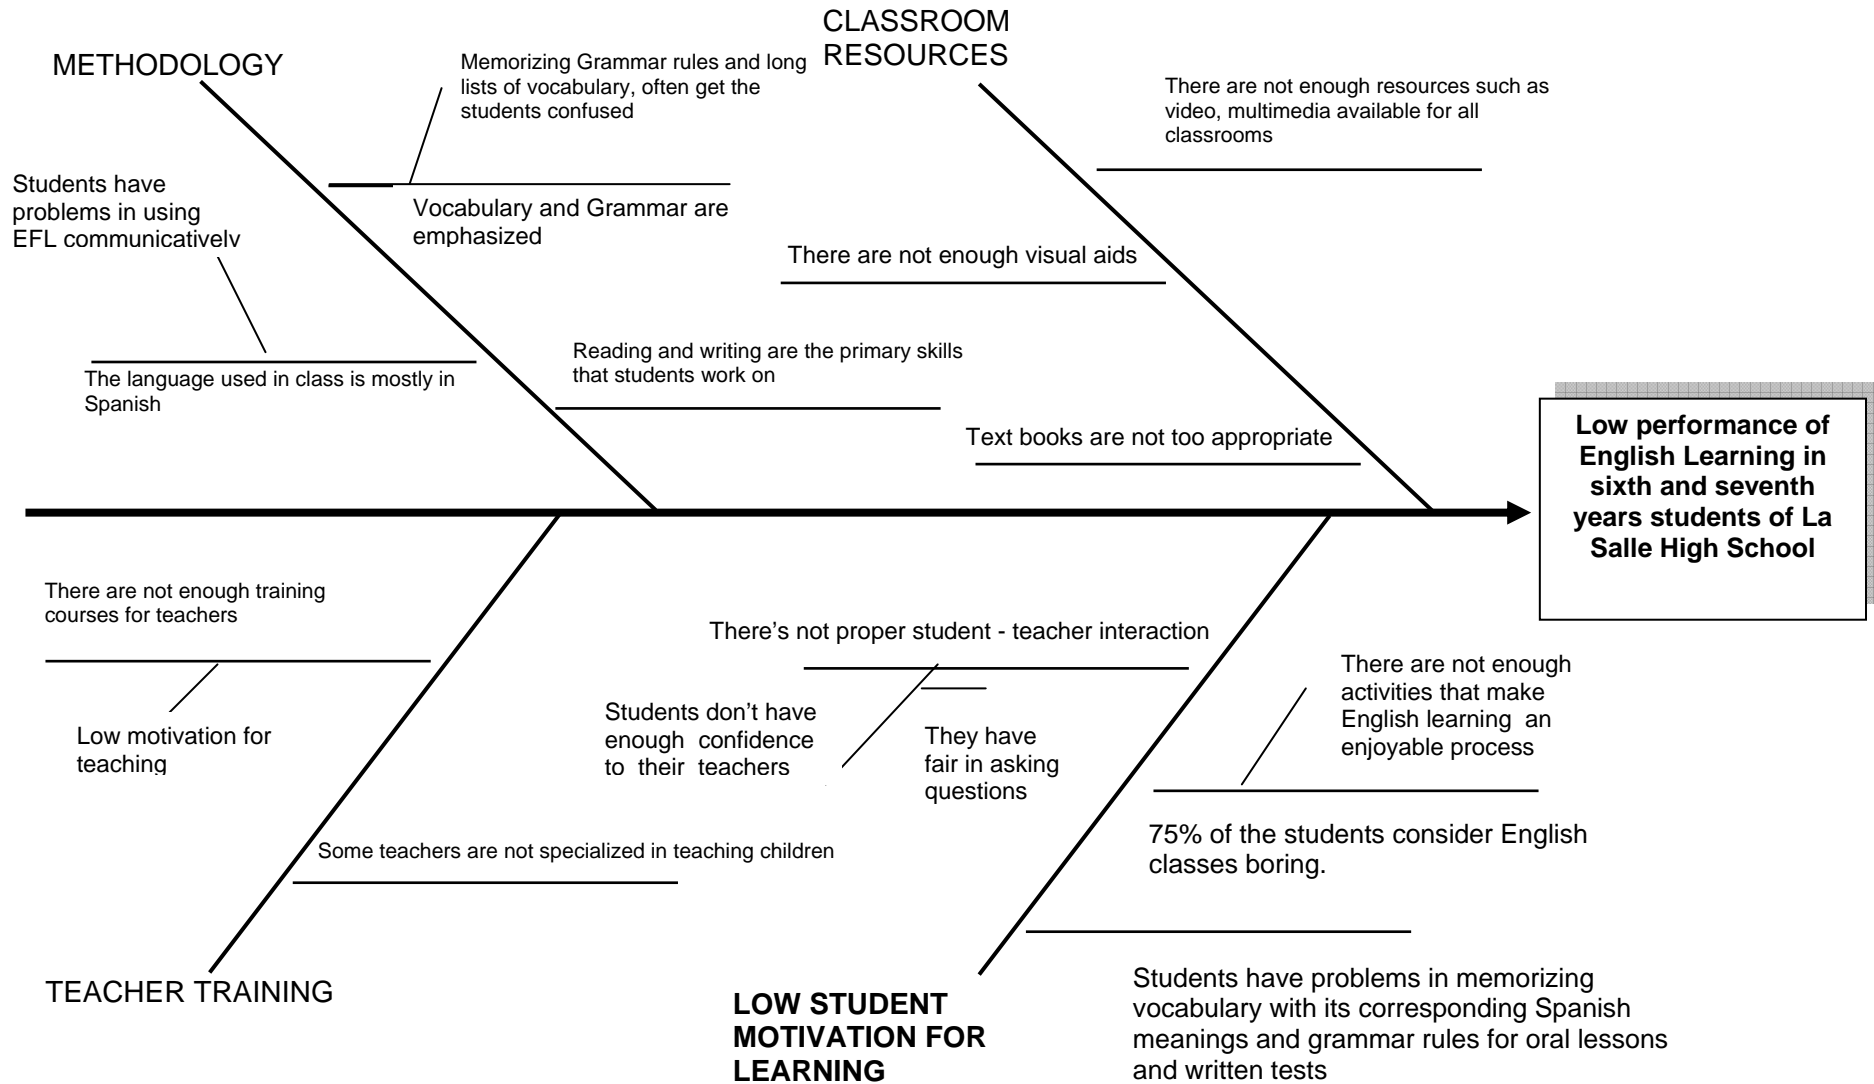 METHODOLOGY
Memorizing Grammar rules and long
lists of vocabulary, often get the
students confused
Students have
problems in using
EFL communicatively
Vocabulary and Grammar are
emphasized
The language used in class is mostly in
Spanish
Reading and writing are the primary skills
that students work on
CLASSROOM
RESOURCES
There are not enough resources such as
video, multimedia available for all
classrooms
There are not enough visual aids
Text books are not too appropriate
Low performance of
English Learning in
sixth and seventh
years students of La
Salle High School
There are not enough training
courses for teachers
Low motivation for
teaching
Some teachers are not specialized in teaching children
TEACHER TRAINING
There's not proper student - teacher interaction
Students don't have
enough confidence
to their teachers
They have
fair in asking
questions
There are not enough
activities that make
English learning an
enjoyable process
75% of the students consider English
classes boring.
Students have problems in memorizing
vocabulary with its corresponding Spanish
meanings and grammar rules for oral lessons
and written tests
LOW STUDENT
MOTIVATION FOR
LEARNING